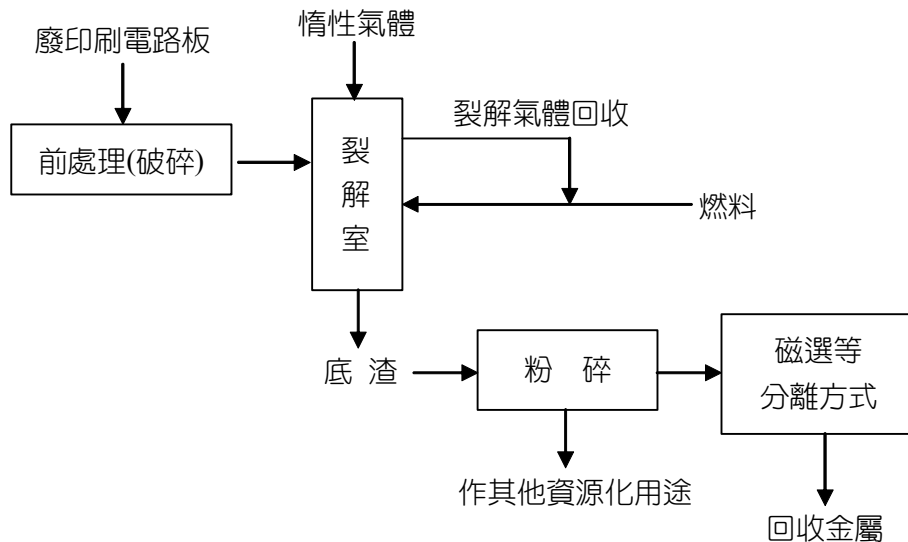 惰性氣體
廢印刷電路板
裂解氣體回收
前處理(破碎)
裂
解
室
燃料
底 渣
粉 碎
磁選等
分離方式
作其他資源化用途
回收金屬